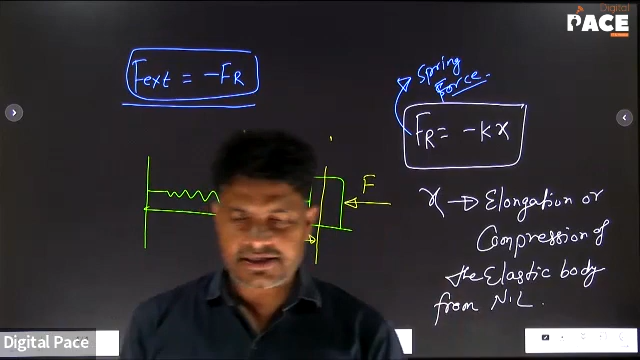 Digital
PACE
Fext = -FR
Spring
Force
FR = -kx
F
x → Elongation or
Compression of
the Elastic body
from N.L.
Digital Pace